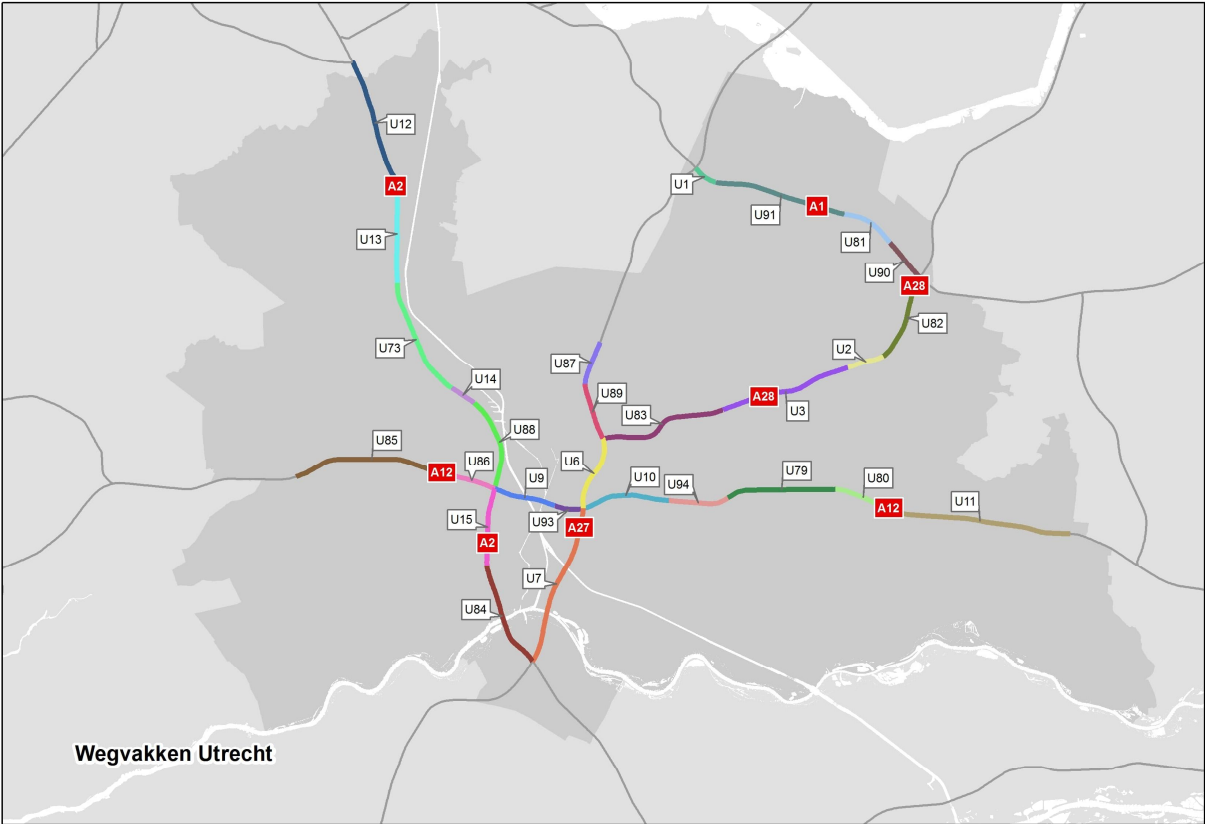 U12
A2
U1
A1
U91
U13
U81
U90
A28
U82
U73
U2
U87
U14
U89
A28
U3
U83
U88
U85
A12
U86
U6
U9
U10
U94
U79
U80
A12
U11
U93
U15
A27
A2
U7
U84
Wegvakken Utrecht